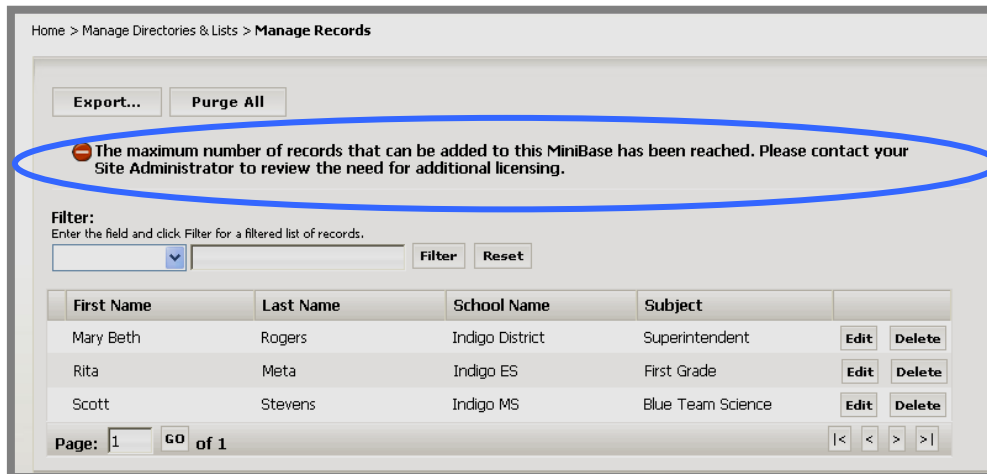 Home > Manage Directories & Lists > Manage Records
Export... Purge All
The maximum number of records that can be added to this MiniBase has been reached. Please contact your
Site Administrator to review the need for additional licensing.
Filter:
Enter the field and click Filter for a filtered list of records.
Filter Reset
First Name Last Name School Name Subject
Mary Beth Rogers Indigo District Superintendent Edit Delete
Rita Meta Indigo ES First Grade Edit Delete
Scott Stevens Indigo MS Blue Team Science Edit Delete
Page: 1 GO of 1 |< < > >|